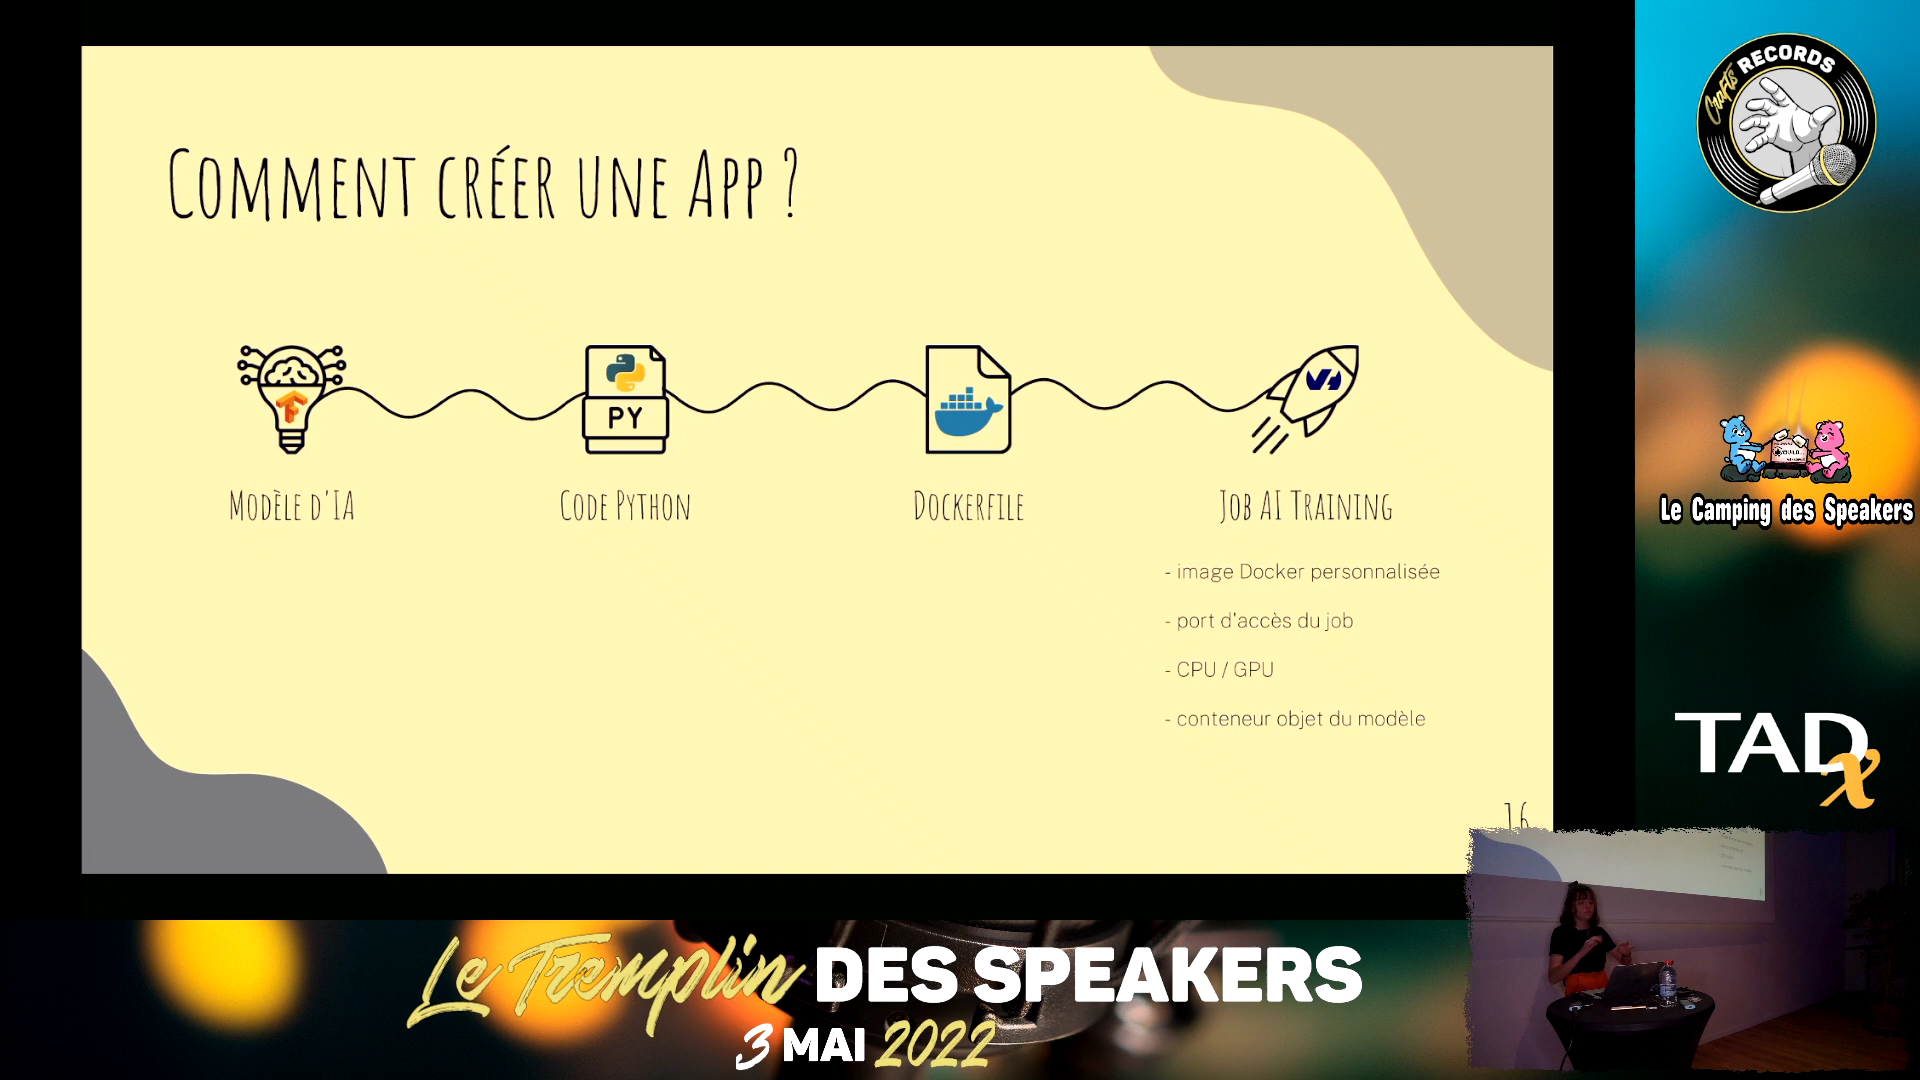 Comment créer une App ?
PY
Modèle d'IA
Code Python
Dockerfile
Job AI Training
- image Docker personnalisée
- port d'accès du job
- CPU / GPU
- conteneur objet du modèle
16
Crafts RECORDS
Le Camping des Speakers
TADx
Le Tremplin DES SPEAKERS
3 MAI 2022